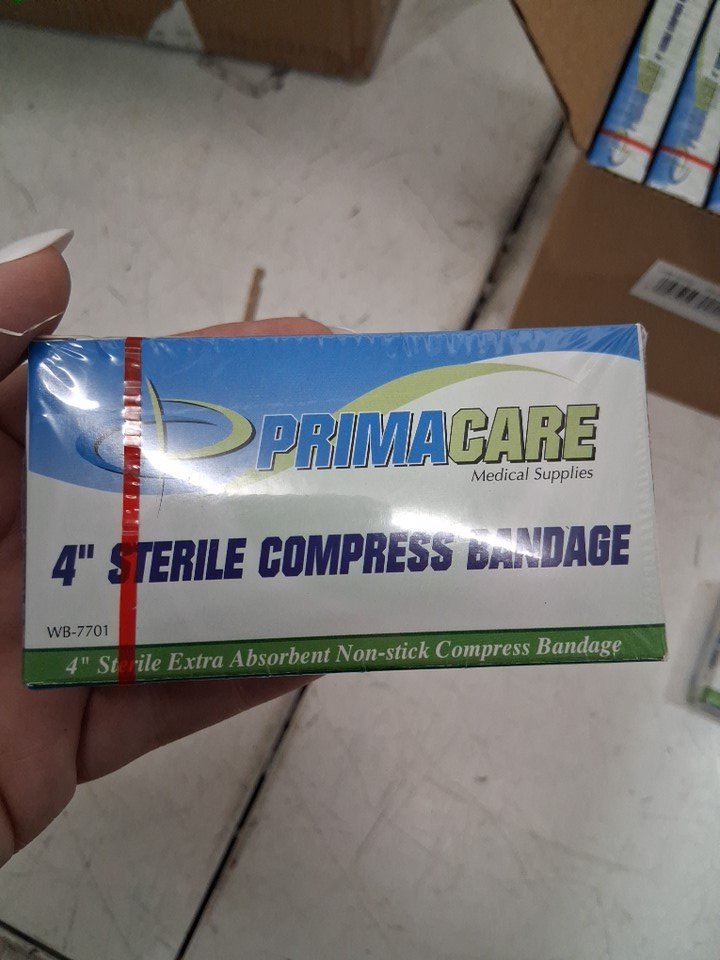 PRIMACARE
Medical Supplies
4" STERILE COMPRESS BANDAGE
WB-7701
4" Sterile Extra Absorbent Non-stick Compress Bandage